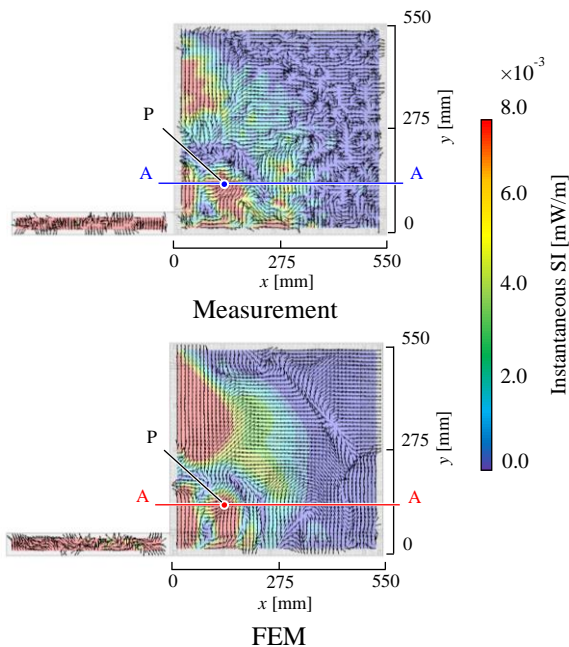 550
×10⁻³
8.0
P
275
y [mm]
A
A
6.0
0
0
275
550
x [mm]
Measurement
4.0
Instantaneous SI [mW/m]
550
2.0
P
275
y [mm]
0.0
A
A
0
0
275
550
x [mm]
FEM